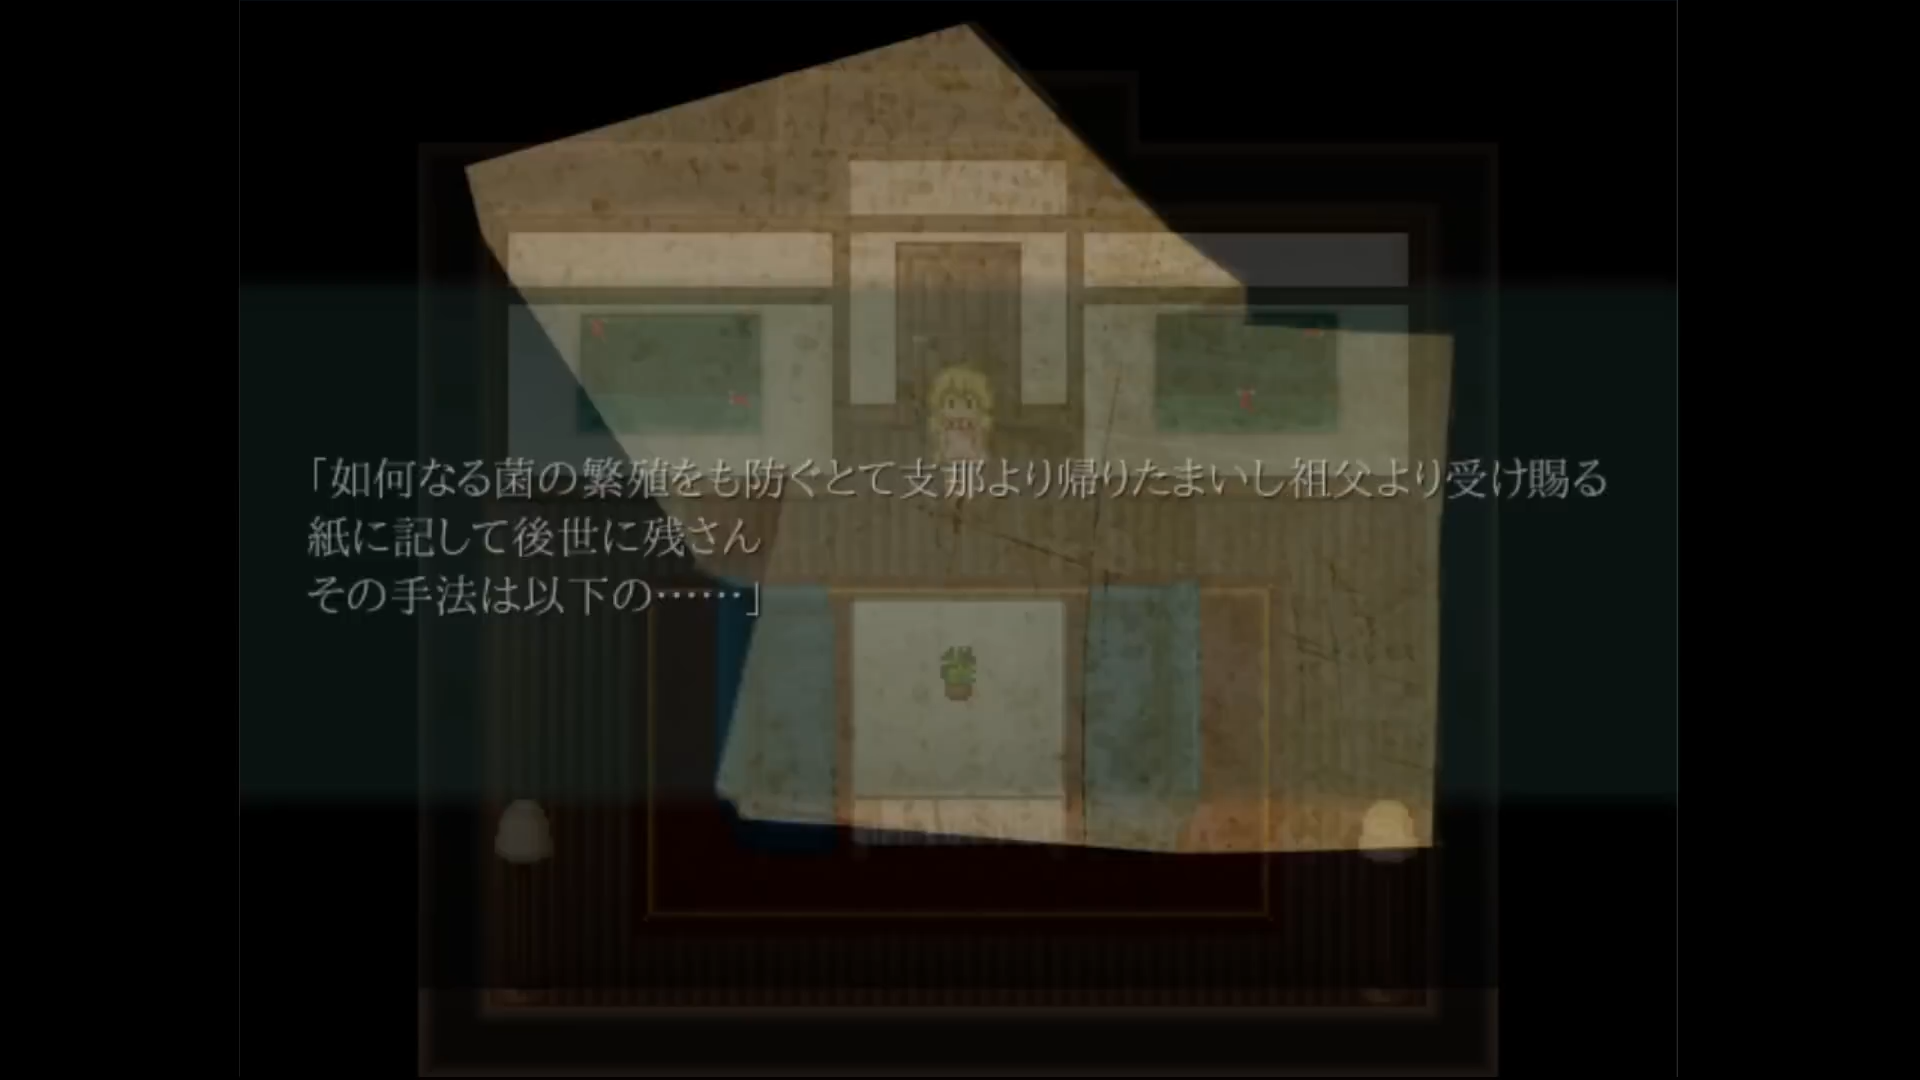 「如何なる菌の繁殖をも防ぐとて支那より帰りたまいし祖父より受け賜る
紙に記して後世に残さん
その手法は以下の……」